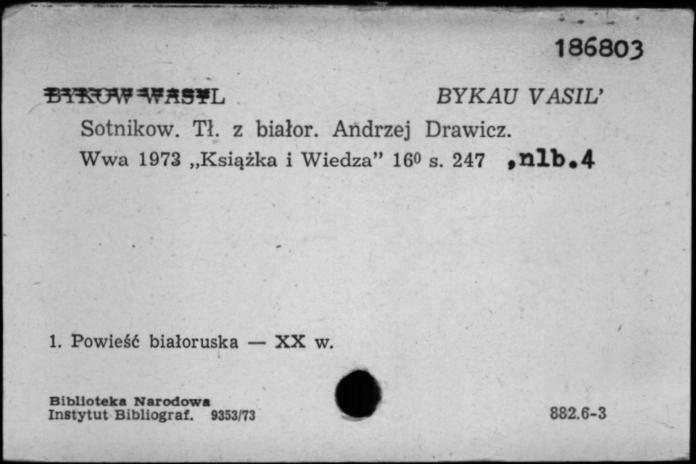 186803
BYKOW WASYL BYKAU VASIL’
Sotnikow. Tł. z białor. Andrzej Drawicz.
Wwa 1973 „Książka i Wiedza” 16⁰ s. 247 ,nlb.4
1. Powieść białoruska — XX w.
Biblioteka Narodowa
Instytut Bibliograf. 9353/73 882.6-3